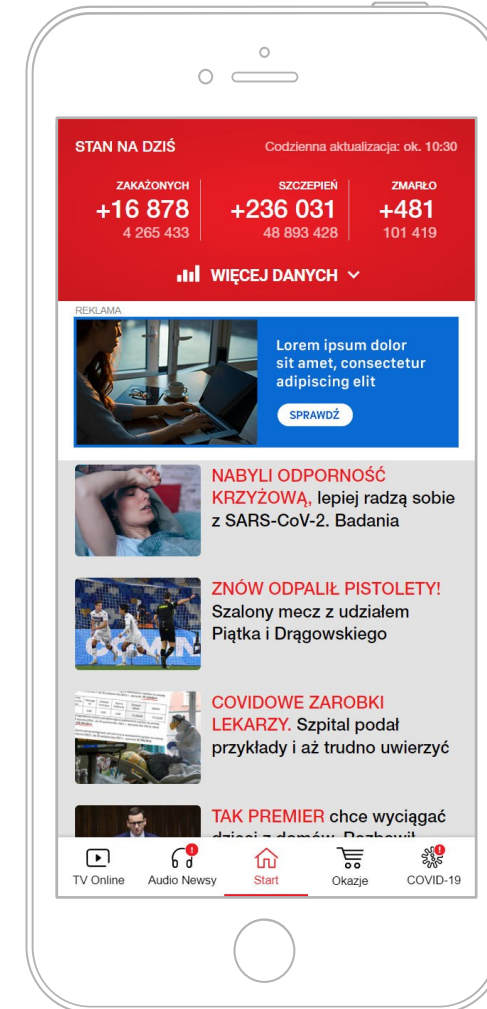 STAN NA DZIŚ
Codzienna aktualizacja: ok. 10:30
ZAKAŻONYCH
+16 878
4 265 433
SZCZEPIEŃ
+236 031
48 893 428
ZMARŁO
+481
101 419
WIĘCEJ DANYCH
REKLAMA
Lorem ipsum dolor
sit amet, consectetur
adipiscing elit
SPRAWDŹ
NABYLI ODPORNOŚĆ
KRZYŻOWĄ, lepiej radzą sobie
z SARS-CoV-2. Badania
ZNÓW ODPALIŁ PISTOLETY!
Szalony mecz z udziałem
Piątka i Drągowskiego
COVIDOWE ZAROBKI
LEKARZY. Szpital podał
przykłady i aż trudno uwierzyć
TAK PREMIER chce wyciągać
dzieci z domów. Pozbawił
TV Online
Audio Newsy
Start
Okazje
COVID-19